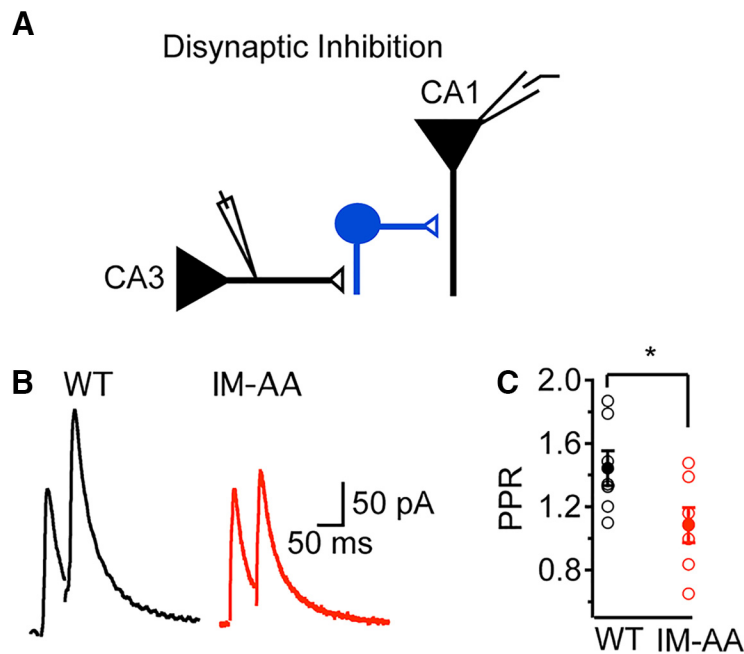 A
Disynaptic Inhibition
CA1
CA3
B
WT
IM-AA
50 pA
50 ms
C
*
2.0
1.6
1.2
0.8
PPR
WT
IM-AA